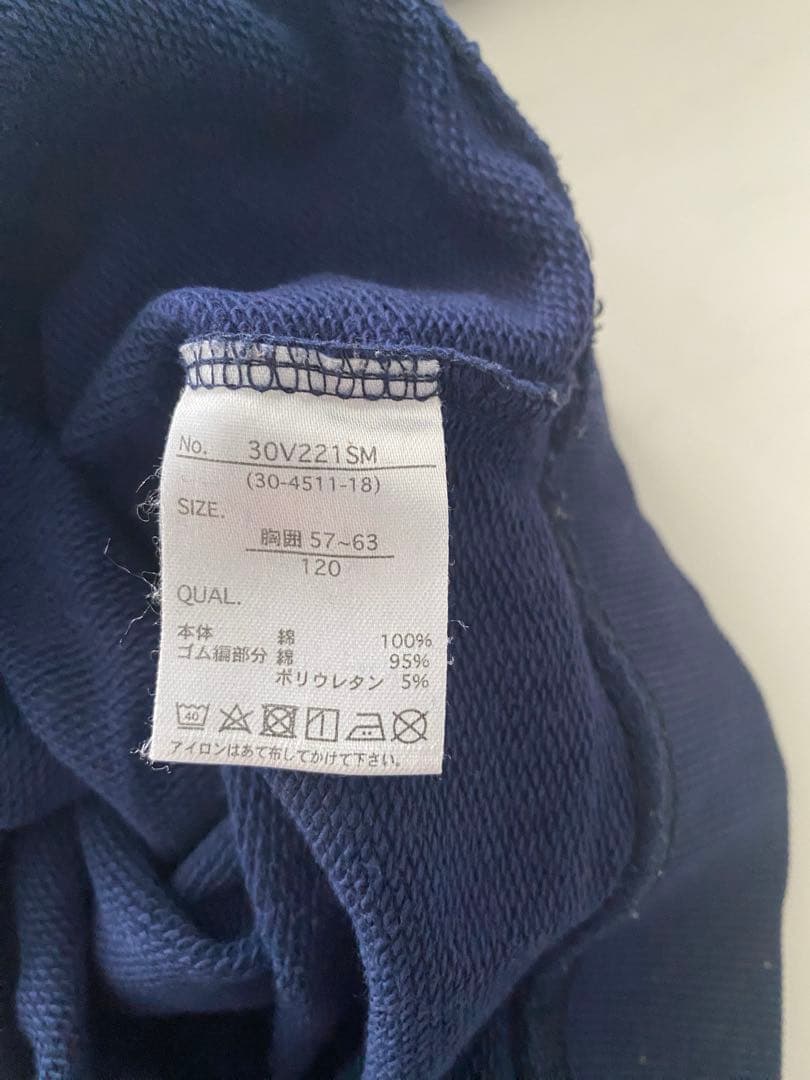 No. 30V221SM
(30-4511-18)
SIZE.
胸囲 57~63
120
QUAL.
本体 綿 100%
ゴム編部分 綿 95%
ポリウレタン 5%
40
アイロンはあて布してかけて下さい。